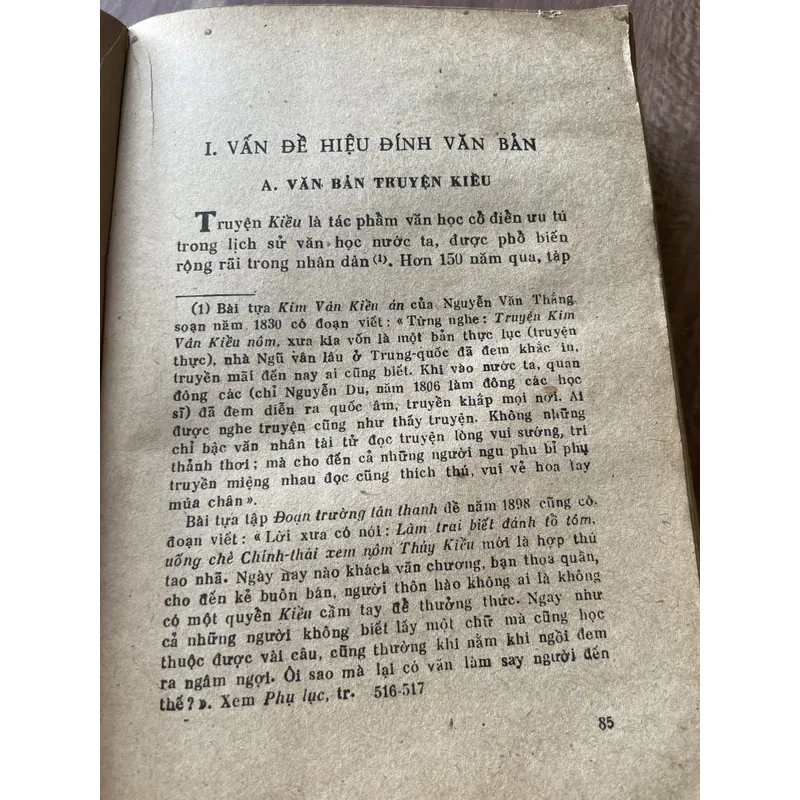 I. VẤN ĐỀ HIỆU ĐÍNH VĂN BẢN
A. VĂN BẢN TRUYỆN KIỀU
Truyện Kiều là tác phẩm văn học cổ điển ưu tú
trong lịch sử văn học nước ta, được phổ biến
rộng rãi trong nhân dân (1). Hơn 150 năm qua, tập
(1) Bài tựa Kim Vân Kiều án của Nguyễn Văn Thắng
soạn năm 1830 có đoạn viết : « Từng nghe : Truyện Kim
Vân Kiều nôm, xưa kia vốn là một bản thực lục (truyện
thực), nhà Ngũ vân lâu ở Trung-quốc đã đem khắc in,
truyền mãi đến nay ai cũng biết. Khi vào nước ta, quan
đông các (chỉ Nguyễn Du, năm 1806 làm đông các học
sĩ) đã đem diễn ra quốc âm, truyền khắp mọi nơi. Ai
được nghe truyện cũng như thấy truyện. Không những
chỉ bậc văn nhân tài tử đọc truyện lòng vui sướng, trí
thảnh thơi ; mà cho đến cả những người ngu phu bỉ phụ
truyền miệng nhau đọc cũng thích thú, vui vẻ hoa tay
múa chân ».
Bài tựa tập Đoạn trường tân thanh đề năm 1898 cũng có
đoạn viết : « Lời xưa có nói : Làm trai biết đánh tổ tôm,
uống chè Chính-thái xem nôm Thúy Kiều mới là hợp thú
tao nhã. Ngày nay nào khách văn chương, bạn thoa quần,
cho đến kẻ buôn bán, người thôn hào không ai là không
có một quyển Kiều cầm tay để thưởng thức. Ngay như
cả những người không biết lấy một chữ mà cũng học
thuộc được vài câu, cũng thường khi nằm khi ngồi đem
ra ngâm ngợi. Ôi sao mà lại có văn làm say người đến
thế? ». Xem Phụ lục, tr. 516-517
85